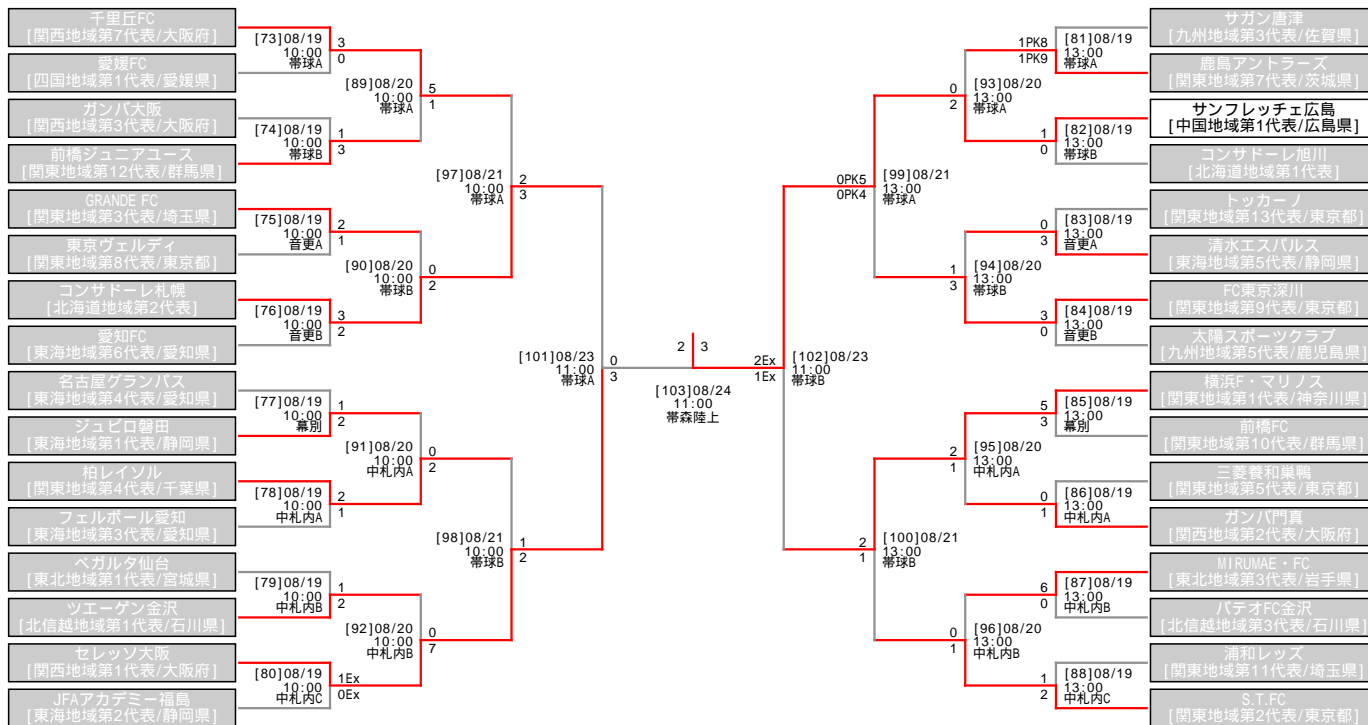 千里丘FC
[関西地域第7代表/大阪府]
愛媛FC
[四国地域第1代表/愛媛県]
ガンバ大阪
[関西地域第3代表/大阪府]
前橋ジュニアユース
[関東地域第12代表/群馬県]
GRANDE FC
[関東地域第3代表/埼玉県]
東京ヴェルディ
[関東地域第8代表/東京都]
コンサドーレ札幌
[北海道地域第2代表]
愛知FC
[東海地域第6代表/愛知県]
名古屋グランパス
[東海地域第4代表/愛知県]
ジュビロ磐田
[東海地域第1代表/静岡県]
柏レイソル
[関東地域第4代表/千葉県]
フェルボール愛知
[東海地域第3代表/愛知県]
ベガルタ仙台
[東北地域第1代表/宮城県]
ツエーゲン金沢
[北信越地域第1代表/石川県]
セレッソ大阪
[関西地域第1代表/大阪府]
JFAアカデミー福島
[東海地域第2代表/静岡県]
[73]08/19
10:00
帯球A
3
0
[74]08/19
10:00
帯球B
1
3
[75]08/19
10:00
音更A
2
1
[76]08/19
10:00
音更B
3
2
[77]08/19
10:00
幕別
1
2
[78]08/19
10:00
中札内A
2
1
[79]08/19
10:00
中札内B
1
2
[80]08/19
10:00
中札内C
1Ex
0Ex
[89]08/20
10:00
帯球A
5
1
[90]08/20
10:00
帯球B
0
2
[91]08/20
10:00
中札内A
0
2
[92]08/20
10:00
中札内B
0
7
[97]08/21
10:00
帯球A
2
3
[98]08/21
10:00
帯球B
1
2
[101]08/23
11:00
帯球A
0
3
2 3
[103]08/24
11:00
帯森陸上
2Ex
1Ex
[102]08/23
11:00
帯球B
0PK5
0PK4
[99]08/21
13:00
帯球A
2
1
[100]08/21
13:00
帯球B
0
2
[93]08/20
13:00
帯球A
1
3
[94]08/20
13:00
帯球B
2
1
[95]08/20
13:00
中札内A
0
1
[96]08/20
13:00
中札内B
1PK8
1PK9
[81]08/19
13:00
帯球A
1
0
[82]08/19
13:00
帯球B
0
3
[83]08/19
13:00
音更A
3
0
[84]08/19
13:00
音更B
5
3
[85]08/19
13:00
幕別
0
1
[86]08/19
13:00
中札内A
6
0
[87]08/19
13:00
中札内B
1
2
[88]08/19
13:00
中札内C
サガン唐津
[九州地域第3代表/佐賀県]
鹿島アントラーズ
[関東地域第7代表/茨城県]
サンフレッチェ広島
[中国地域第1代表/広島県]
コンサドーレ旭川
[北海道地域第1代表]
トッカーノ
[関東地域第13代表/東京都]
清水エスパルス
[東海地域第5代表/静岡県]
FC東京深川
[関東地域第9代表/東京都]
太陽スポーツクラブ
[九州地域第5代表/鹿児島県]
横浜F・マリノス
[関東地域第1代表/神奈川県]
前橋FC
[関東地域第10代表/群馬県]
三菱養和巣鴨
[関東地域第5代表/東京都]
ガンバ門真
[関西地域第2代表/大阪府]
MIRUMAE・FC
[東北地域第3代表/岩手県]
パテオFC金沢
[北信越地域第3代表/石川県]
浦和レッズ
[関東地域第11代表/埼玉県]
S.T.FC
[関東地域第2代表/東京都]